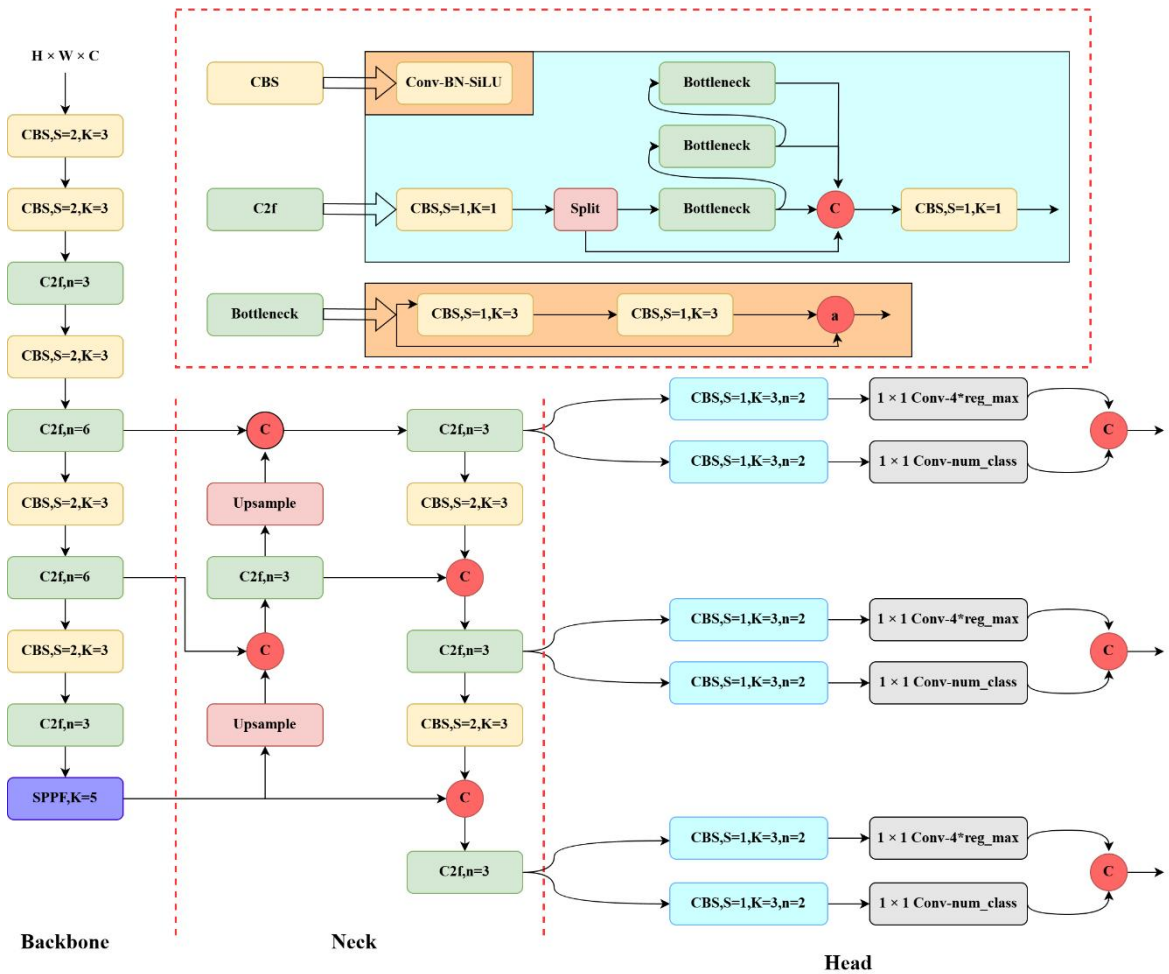 H × W × C
CBS,S=2,K=3
CBS,S=2,K=3
C2f,n=3
CBS,S=2,K=3
C2f,n=6
CBS,S=2,K=3
C2f,n=6
CBS,S=2,K=3
C2f,n=3
SPPF,K=5
Backbone
CBS
Conv-BN-SiLU
Bottleneck
Bottleneck
C2f
CBS,S=1,K=1
Split
Bottleneck
C
CBS,S=1,K=1
Bottleneck
CBS,S=1,K=3
CBS,S=1,K=3
a
C
Upsample
C2f,n=3
C
Upsample
C2f,n=3
CBS,S=2,K=3
C
C2f,n=3
CBS,S=2,K=3
C
C2f,n=3
Neck
CBS,S=1,K=3,n=2
1 × 1 Conv-4*reg_max
C
CBS,S=1,K=3,n=2
1 × 1 Conv-num_class
CBS,S=1,K=3,n=2
1 × 1 Conv-4*reg_max
C
CBS,S=1,K=3,n=2
1 × 1 Conv-num_class
CBS,S=1,K=3,n=2
1 × 1 Conv-4*reg_max
C
CBS,S=1,K=3,n=2
1 × 1 Conv-num_class
Head